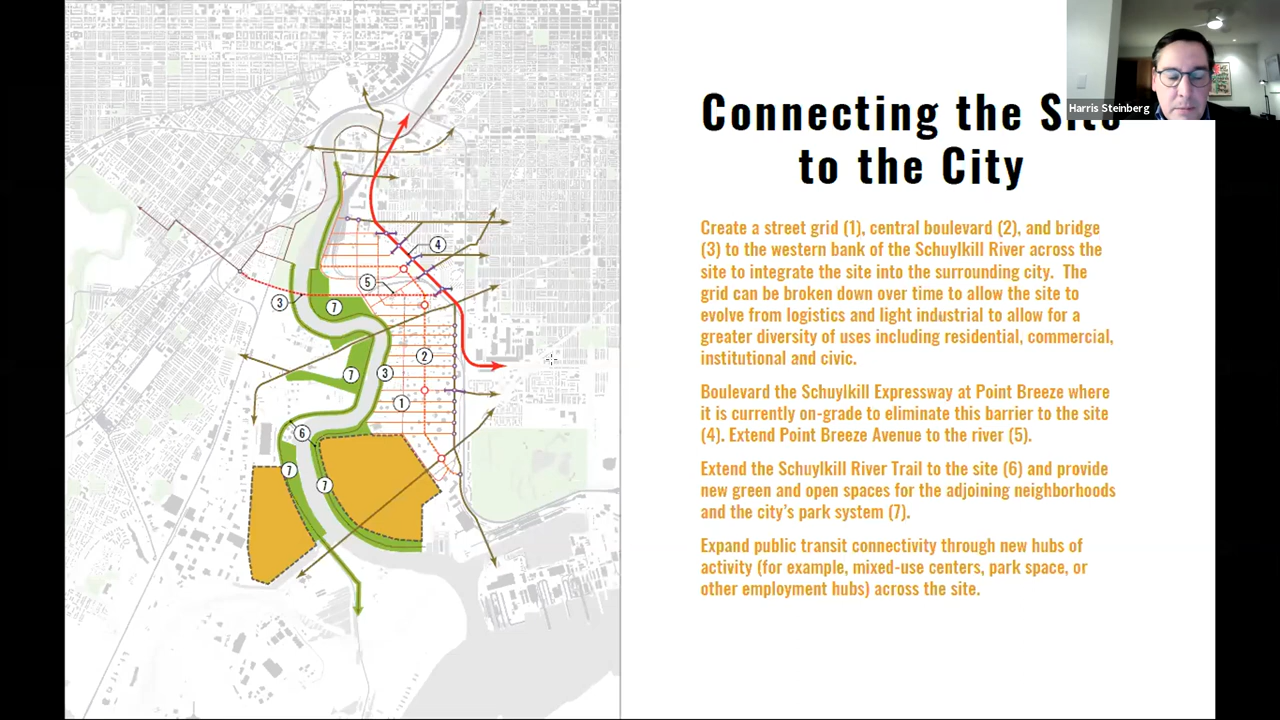 Harris Steinberg
Connecting the Site
to the City
Create a street grid (1), central boulevard (2), and bridge
(3) to the western bank of the Schuylkill River across the
site to integrate the site into the surrounding city. The
grid can be broken down over time to allow the site to
evolve from logistics and light industrial to allow for a
greater diversity of uses including residential, commercial,
institutional and civic.
Boulevard the Schuylkill Expressway at Point Breeze where
it is currently on-grade to eliminate this barrier to the site
(4). Extend Point Breeze Avenue to the river (5).
Extend the Schuylkill River Trail to the site (6) and provide
new green and open spaces for the adjoining neighborhoods
and the city's park system (7).
Expand public transit connectivity through new hubs of
activity (for example, mixed-use centers, park space, or
other employment hubs) across the site.
4
5
3
7
2
7
3
1
6
7
7